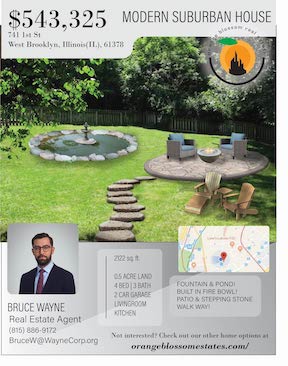 $543,325
MODERN SUBURBAN HOUSE
741 1st St
West Brooklyn, Illinois(IL), 61378
blossom
2122 sq. ft.
0.5 ACRE LAND
4 BED | 3 BATH
2 CAR GARAGE
LIVINGROOM
KITCHEN
FOUNTAIN & POND!
BUILT IN FIRE BOWL!
PATIO & STEPPING STONE
WALK WAY!
BRUCE WAYNE
Real Estate Agent
(815) 886-9172
BruceW@WayneCorp.org
Not interested? Check out our other home options at
orangeblossomestates.com/